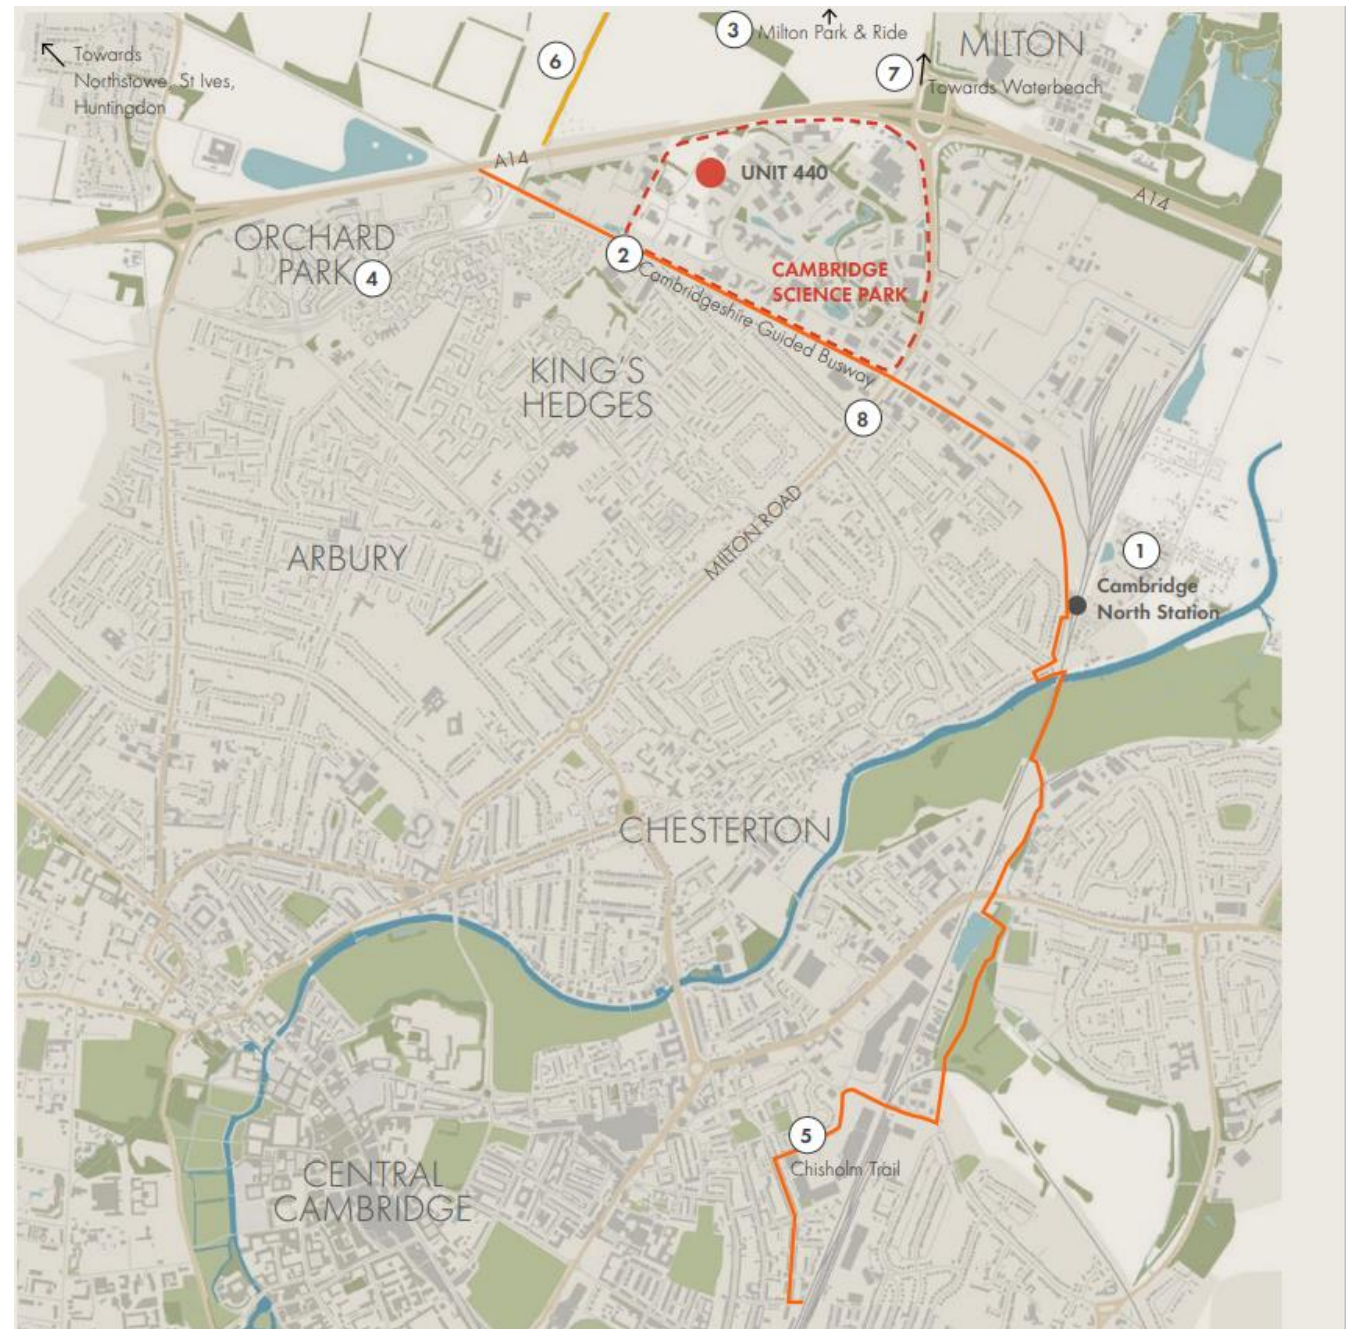 3
Milton Park & Ride
MILTON
Towards
Northstowe, St Ives,
Huntingdon
6
7
Towards Waterbeach
A14
UNIT 440
A14
ORCHARD
PARK
4
2
CAMBRIDGE
SCIENCE PARK
Cambridgeshire Guided Busway
KING'S
HEDGES
8
MILTON ROAD
ARBURY
1
Cambridge
North Station
CHESTERTON
5
Chisholm Trail
CENTRAL
CAMBRIDGE